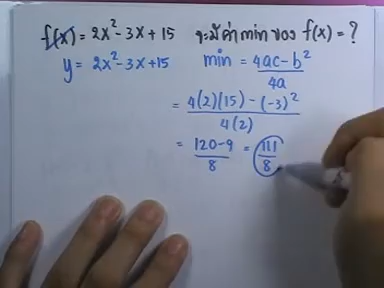 f(x) = 2x² - 3x + 15 จะมีค่า min ของ f(x) = ?
y = 2x² - 3x + 15 min = 4ac - b² / 4a
= 4(2)(15) - (-3)² / 4(2)
= 120 - 9 / 8 = 111 / 8